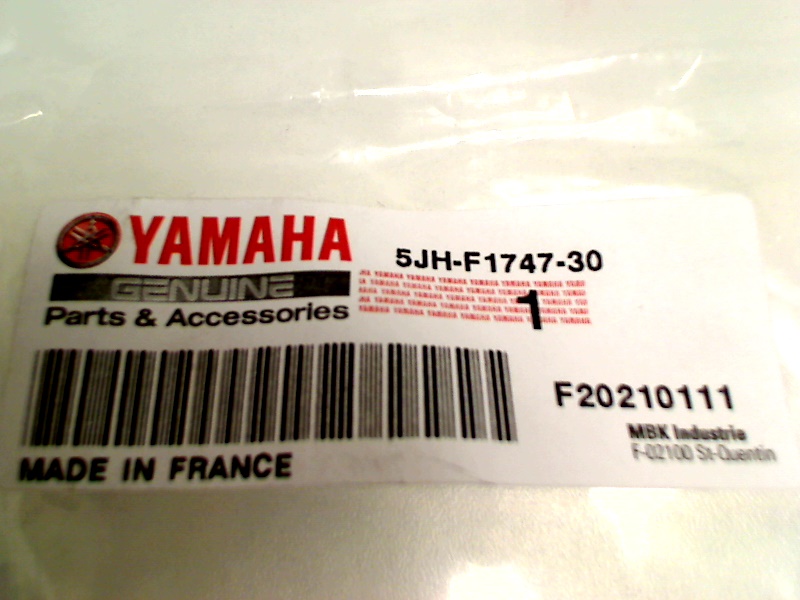 YAMAHA
GENUINE
Parts & Accessories
5JH-F1747-30
1
F20210111
MBK Industrie
F-02100 St-Quentin
MADE IN FRANCE